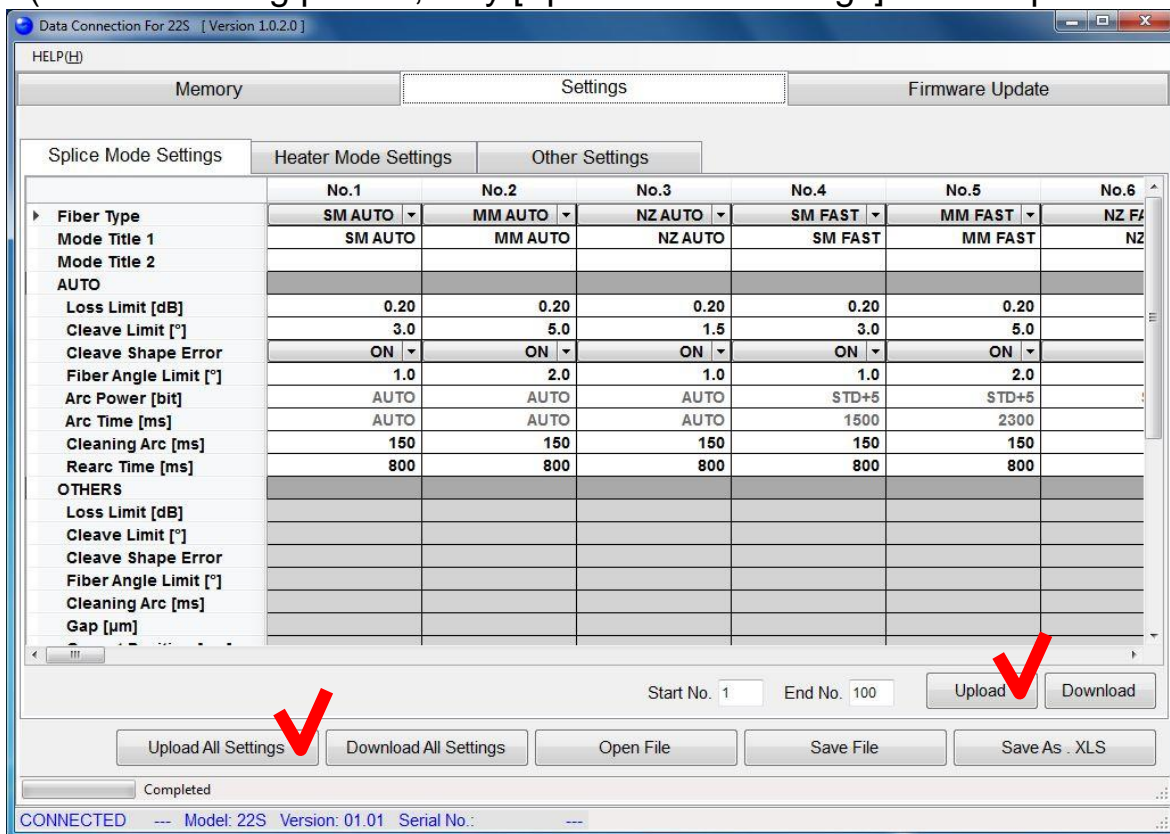 Data Connection For 22S [ Version 1.0.2.0 ]
HELP(H)
Memory Settings Firmware Update
Splice Mode Settings Heater Mode Settings Other Settings
No.1 No.2 No.3 No.4 No.5 No.6
Fiber Type SM AUTO MM AUTO NZ AUTO SM FAST MM FAST
Mode Title 1 SM AUTO MM AUTO NZ AUTO SM FAST MM FAST
Mode Title 2
AUTO
Loss Limit [dB] 0.20 0.20 0.20 0.20 0.20
Cleave Limit [°] 3.0 5.0 1.5 3.0 5.0
Cleave Shape Error ON ON ON ON ON
Fiber Angle Limit [°] 1.0 2.0 1.0 1.0 2.0
Arc Power [bit] AUTO AUTO AUTO STD+5 STD+5
Arc Time [ms] AUTO AUTO AUTO 1500 2300
Cleaning Arc [ms] 150 150 150 150 150
Rearc Time [ms] 800 800 800 800 800
OTHERS
Loss Limit [dB]
Cleave Limit [°]
Cleave Shape Error
Fiber Angle Limit [°]
Cleaning Arc [ms]
Gap [µm]
Start No. 1 End No. 100 Upload Download
Upload All Settings Download All Settings Open File Save File Save As . XLS
Completed
CONNECTED --- Model: 22S Version: 01.01 Serial No.: ---